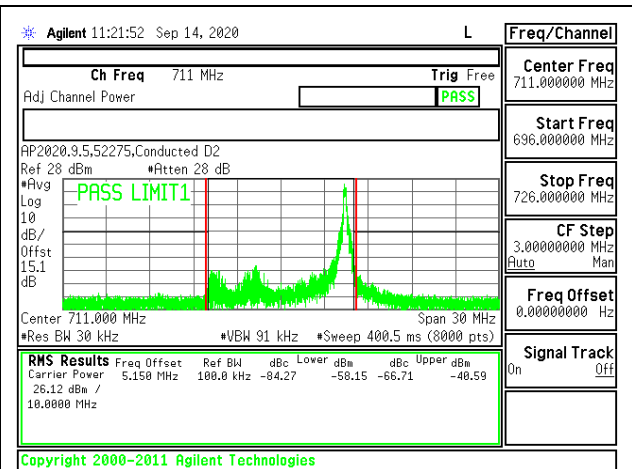 Agilent 11:21:52 Sep 14, 2020 L
Ch Freq 711 MHz Trig Free
Adj Channel Power PASS
AP2020.9.5,52275,Conducted D2
Ref 28 dBm #Atten 28 dB
#Avg
Log
10
dB/
Offst
15.1
dB
PASS LIMIT1
Center 711.000 MHz Span 30 MHz
#Res BW 30 kHz #VBW 91 kHz #Sweep 400.5 ms (8000 pts)
RMS Results Freq Offset Ref BW dBc Lower dBm dBc Upper dBm
Carrier Power 5.150 MHz 100.0 kHz -84.27 -58.15 -66.71 -40.59
26.12 dBm /
10.0000 MHz
Copyright 2000-2011 Agilent Technologies
Freq/Channel
Center Freq
711.000000 MHz
Start Freq
696.000000 MHz
Stop Freq
726.000000 MHz
CF Step
3.00000000 MHz
Auto Man
Freq Offset
0.00000000 Hz
Signal Track
On Off